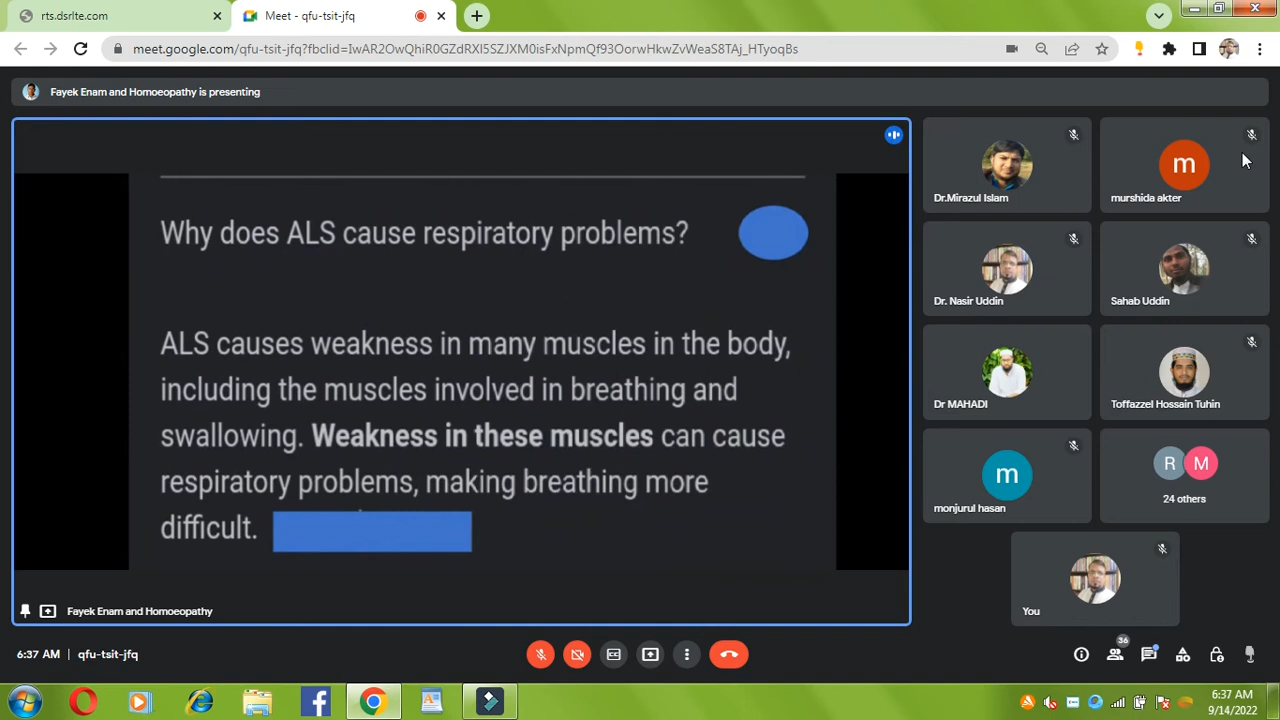 rts.dsrlte.com
Meet - qfu-tsit-jfq
meet.google.com/qfu-tsit-jfq?fbclid=IwAR2OwQhiR0GZdRXI5SZJXM0isFxNpmQf93OorwHkwZvWeaS8TAj_HTyoqBs
Fayek Enam and Homoeopathy is presenting
Why does ALS cause respiratory problems?
ALS causes weakness in many muscles in the body,
including the muscles involved in breathing and
swallowing. Weakness in these muscles can cause
respiratory problems, making breathing more
difficult.
Fayek Enam and Homoeopathy
Dr.Mirazul Islam
m
murshida akter
Dr. Nasir Uddin
Sahab Uddin
Dr MAHADI
Toffazzel Hossain Tuhin
m
monjurul hasan
R M
24 others
You
6:37 AM | qfu-tsit-jfq
36
6:37 AM
9/14/2022